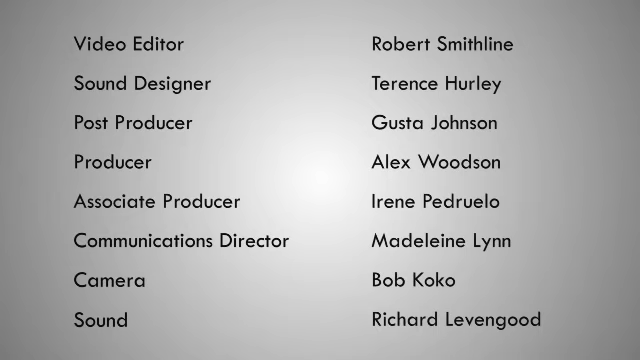 Video Editor Robert Smithline
Sound Designer Terence Hurley
Post Producer Gusta Johnson
Producer Alex Woodson
Associate Producer Irene Pedruelo
Communications Director Madeleine Lynn
Camera Bob Koko
Sound Richard Levengood